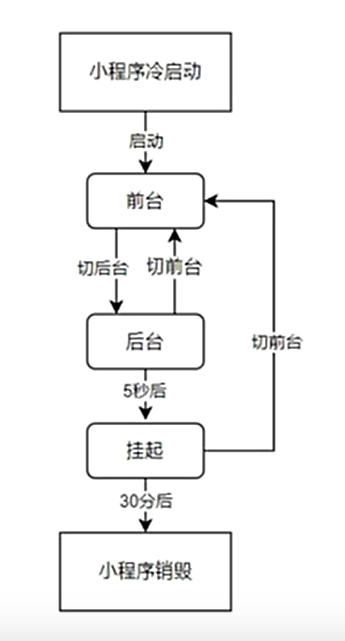 小程序冷启动
启动
前台
切后台
切前台
后台
切前台
5秒后
挂起
30分后
小程序销毁